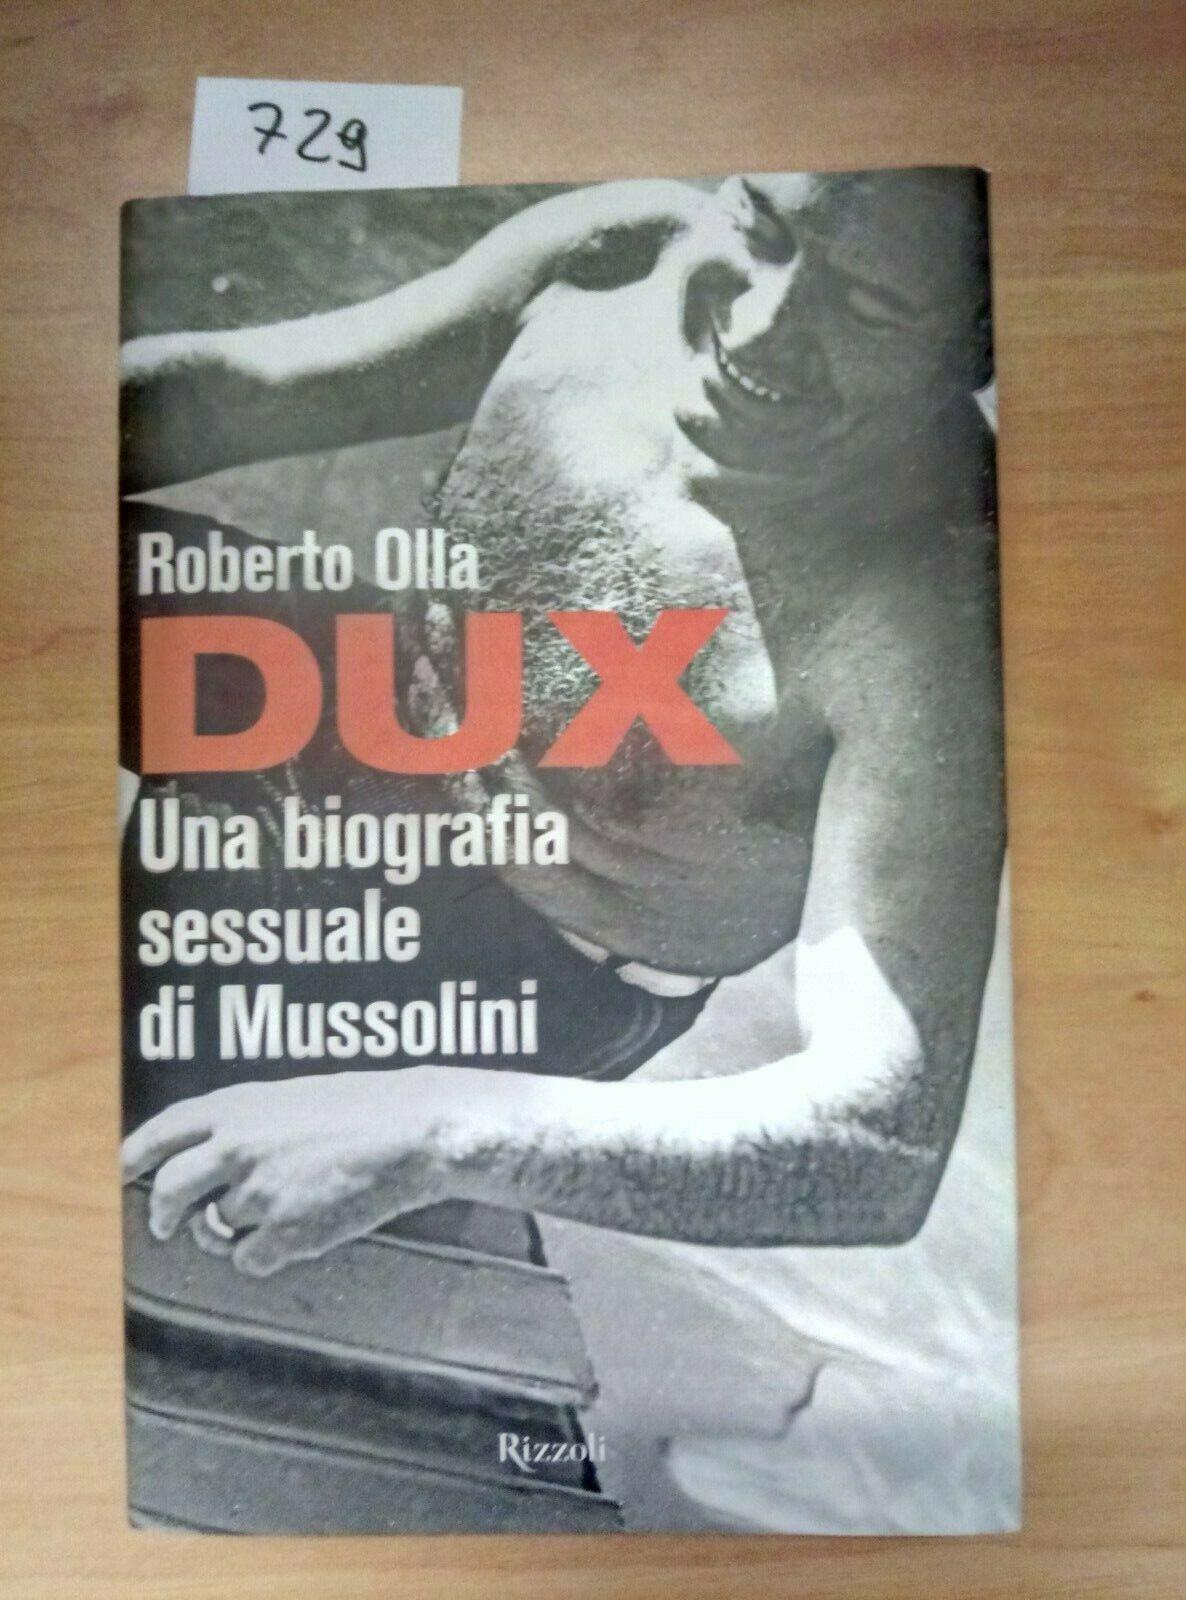 729
Roberto Olla
DUX
Una biografia
sessuale
di Mussolini
Rizzoli